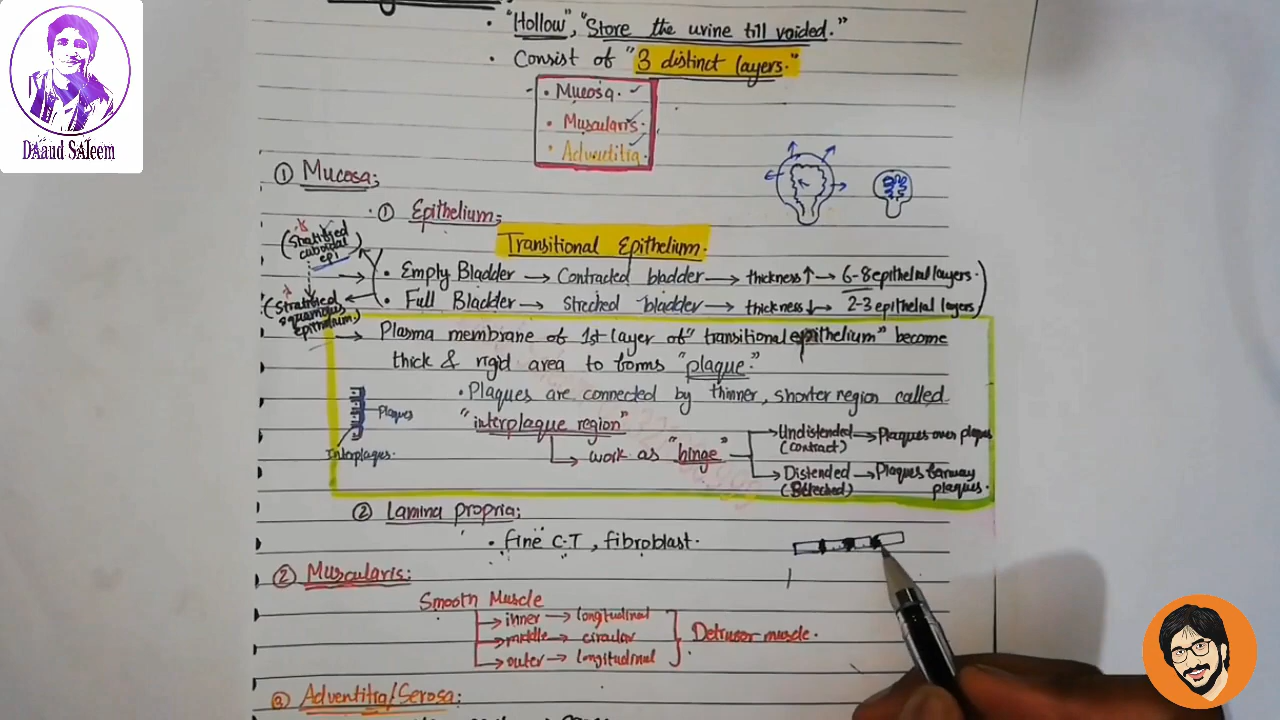 "Hollow", "Store the urine till voided."
Consist of "3 distinct layers."
Mucosa
Muscularis.
Adventitia.
DAaud SAleem
① Mucosa;
① Epithelium;
Transitional Epithelium.
(Stratified cuboidal epi)
• Empty Bladder → Contracted bladder → thickness↑ → 6-8 epithelial layers.
• Full Bladder → Streched bladder → thickness↓ → 2-3 epithelial layers
(Stratified squamous epithelium.)
→ Plasma membrane of 1st layer of "transitional epithelium" become
thick & rigid area to forms "plaque."
• Plaques are connected by thinner, shorter region called
"interplaque region"
Plaques
Interplaques.
→ work as "hinge"
→ Undistended → Plaques over plaques
(contract)
→ Distended → Plaques plaques.
(Streched)
② Lamina propria;
• fine C.T, fibroblast.
② Muscularis:
Smooth Muscle
→ inner → longitudinal
→ middle → circular
→ outer → longitudinal
Detrusor muscle.
③ Adventitia/Serosa: